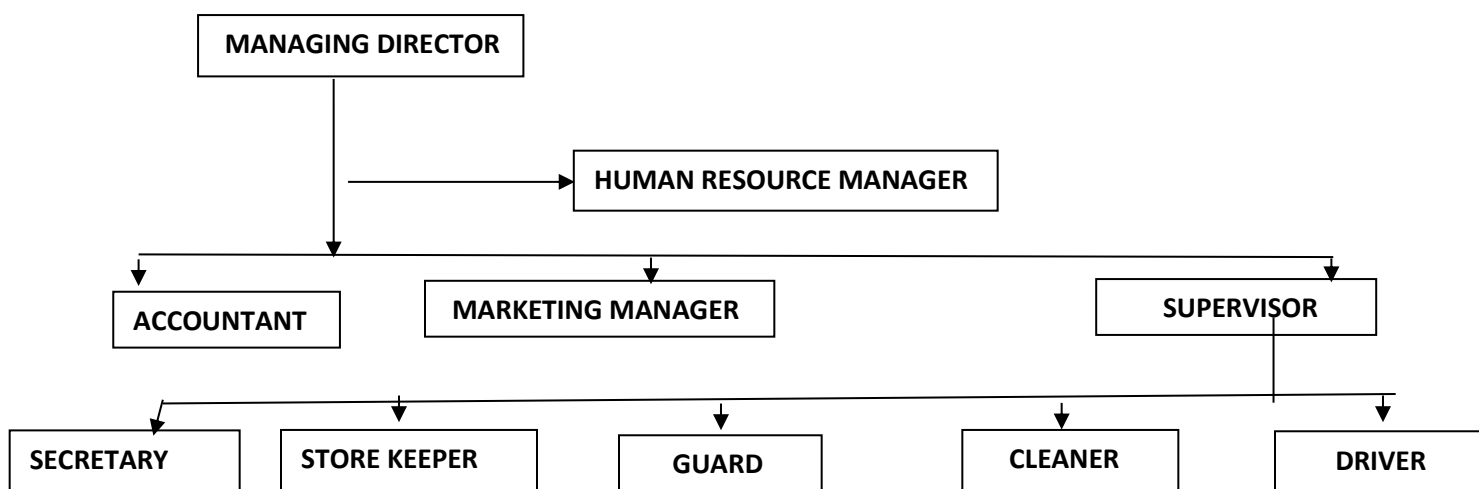 MANAGING DIRECTOR
HUMAN RESOURCE MANAGER
ACCOUNTANT
MARKETING MANAGER
SUPERVISOR
SECRETARY
STORE KEEPER
GUARD
CLEANER
DRIVER